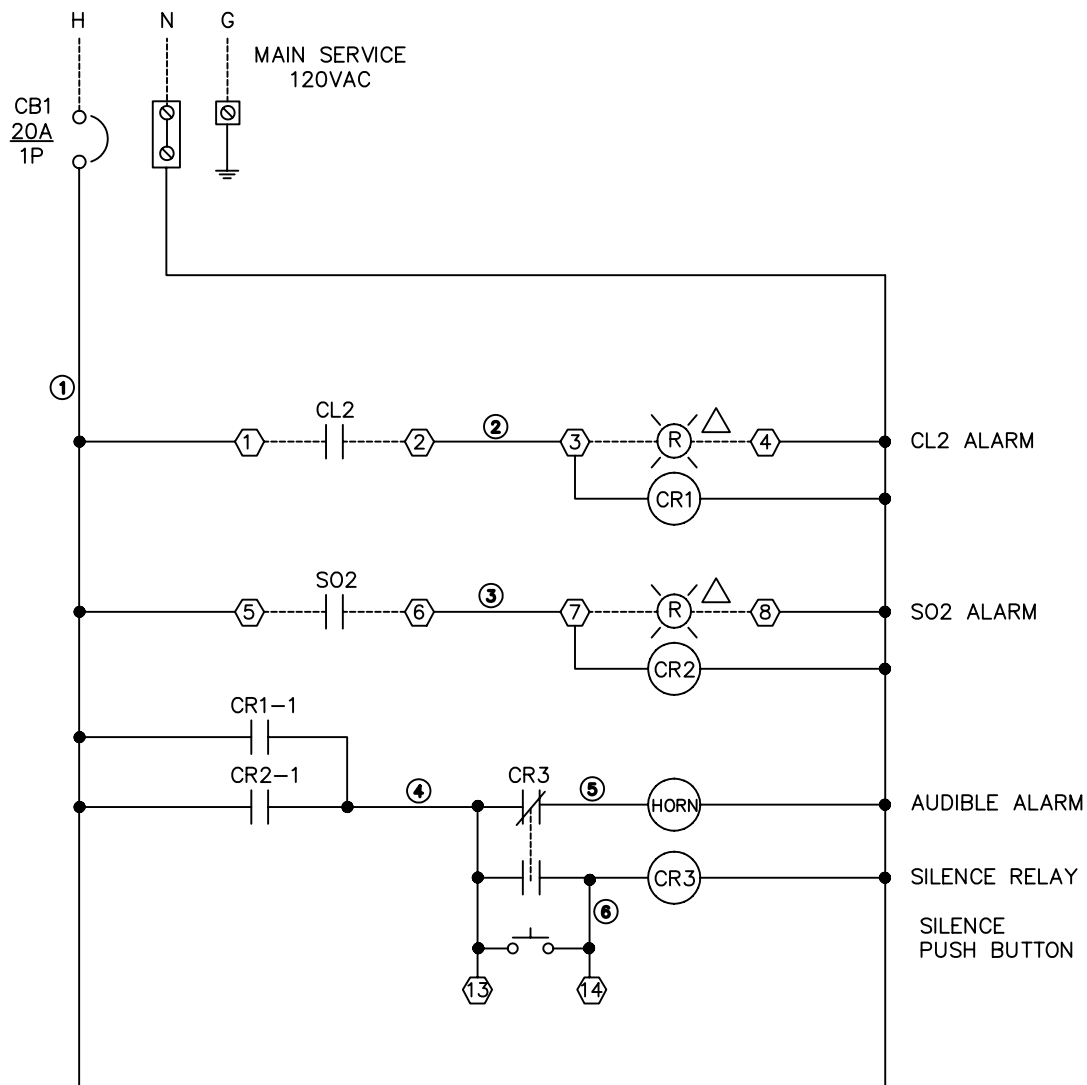 H N G
MAIN SERVICE
120VAC
CB1
20A
1P
1
CL2
1 2 2 3 R 4 CL2 ALARM
CR1
SO2
5 6 3 7 R 8 SO2 ALARM
CR2
CR1-1
CR2-1 4 CR3 5 HORN AUDIBLE ALARM
CR3 SILENCE RELAY
6
SILENCE
PUSH BUTTON
13 14